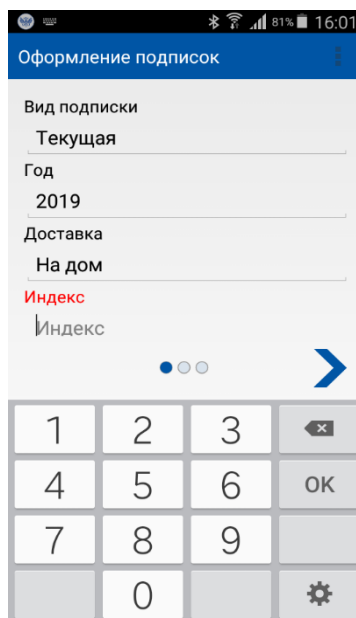 81% 16:01
Оформление подписок
Вид подписки
Текущая
Год
2019
Доставка
На дом
Индекс
Индекс
1 2 3
4 5 6 OK
7 8 9
0